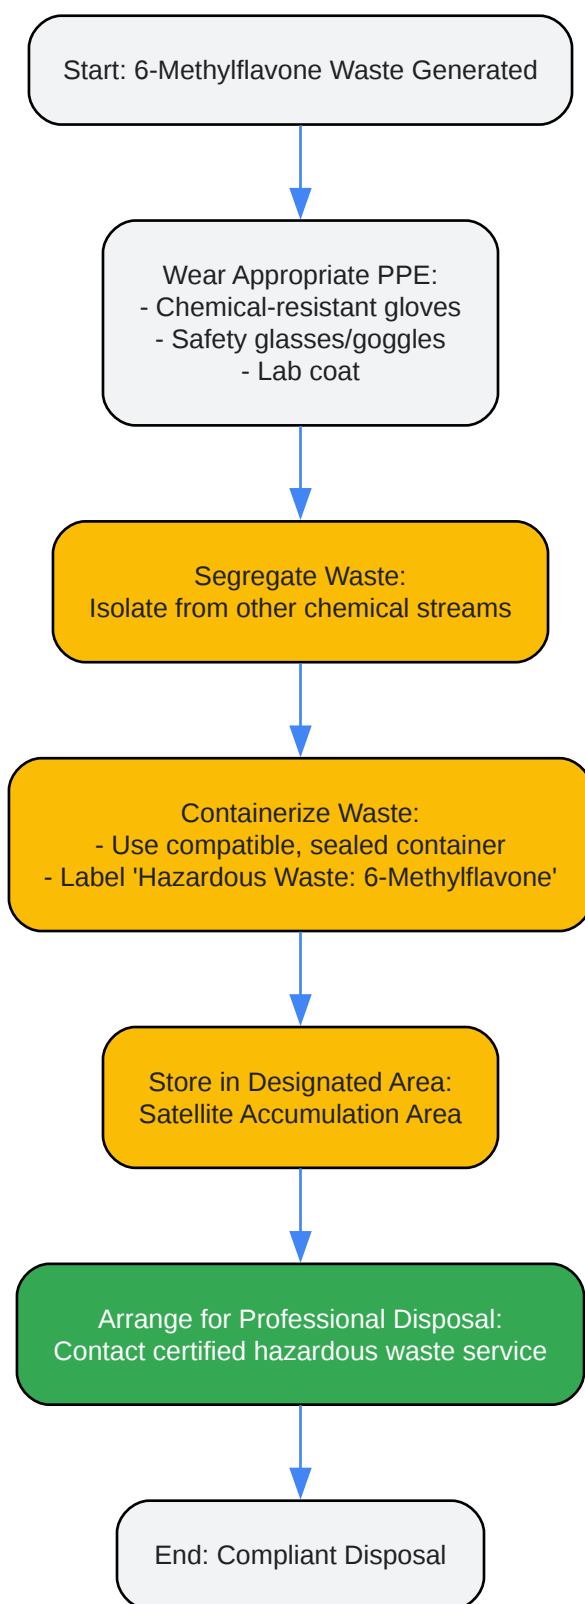 Start: 6-Methylflavone Waste Generated
Wear Appropriate PPE:
- Chemical-resistant gloves
- Safety glasses/goggles
- Lab coat
Segregate Waste:
Isolate from other chemical streams
Containerize Waste:
- Use compatible, sealed container
- Label 'Hazardous Waste: 6-Methylflavone'
Store in Designated Area:
Satellite Accumulation Area
Arrange for Professional Disposal:
Contact certified hazardous waste service
End: Compliant Disposal